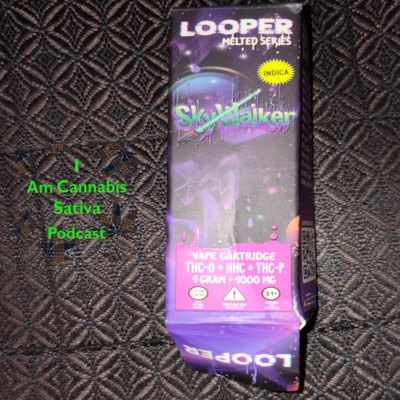 LOOPER
MELTED SERIES
INDICA
SkyWalker
I
Am Cannabis
Sativa
Podcast
VAPE CARTRIDGE
THC-O + HHC + THC-P
1 GRAM • 1000 MG
21+
LOOPER